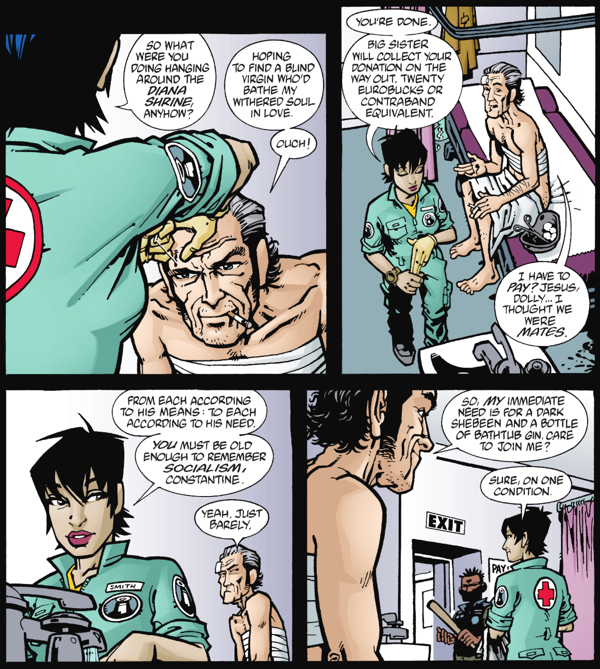 SO WHAT
WERE YOU
DOING HANGING
AROUND THE
DIANA
SHRINE,
ANYHOW?
HOPING
TO FIND A BLIND
VIRGIN WHO'D
BATHE MY
WITHERED SOUL
IN LOVE.
OUCH!
YOU'RE DONE.
BIG SISTER
WILL COLLECT YOUR
DONATION ON THE
WAY OUT. TWENTY
EUROBUCKS OR
CONTRABAND
EQUIVALENT.
I HAVE TO
PAY? JESUS,
DOLLY... I
THOUGHT WE
WERE
MATES.
FROM EACH ACCORDING
TO HIS MEANS: TO EACH
ACCORDING TO HIS NEED.
YOU MUST BE OLD
ENOUGH TO REMEMBER
SOCIALISM,
CONSTANTINE.
YEAH. JUST
BARELY.
SMITH
SO, MY IMMEDIATE
NEED IS FOR A DARK
SHEBEEN AND A BOTTLE
OF BATHTUB GIN. CARE
TO JOIN ME?
SURE, ON ONE
CONDITION.
EXIT
PAY